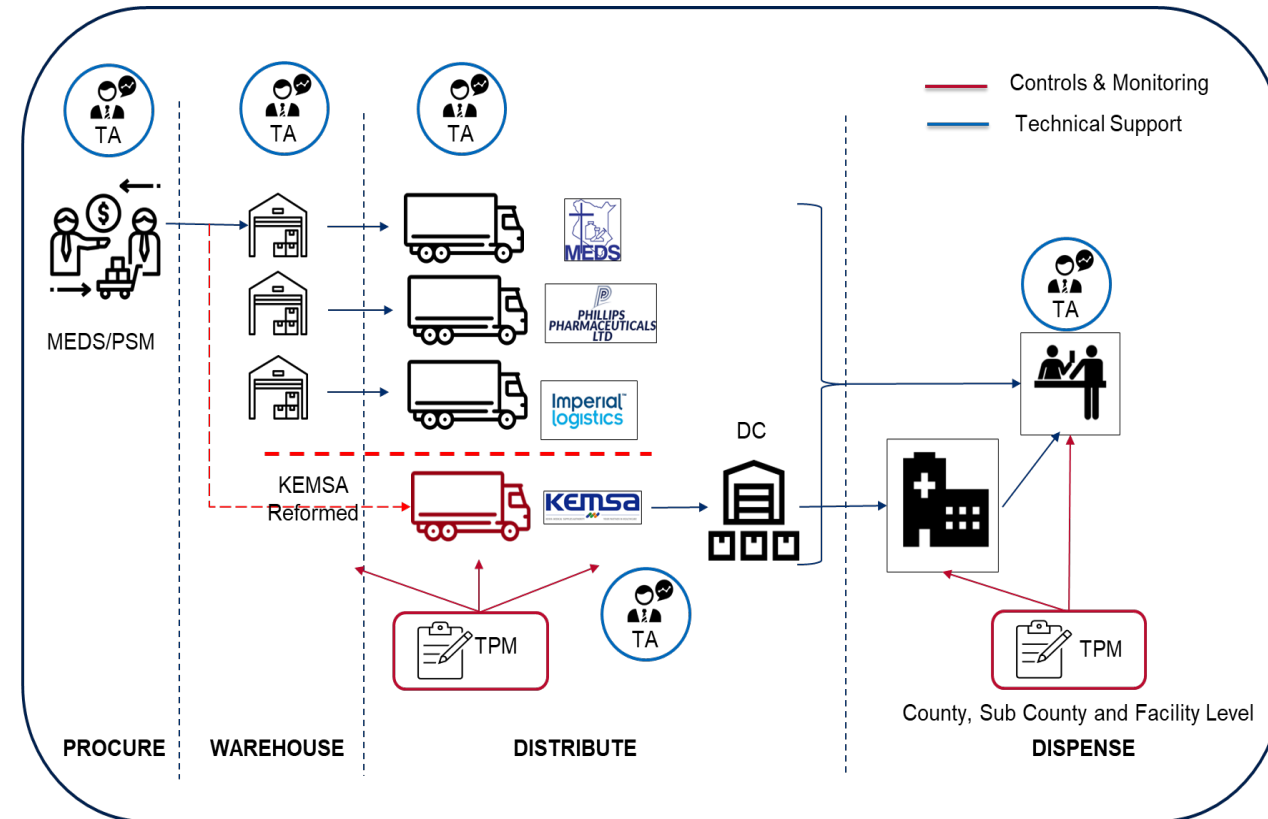 TA
TA
TA
Controls & Monitoring
Technical Support
$
MEDS/PSM
MEDS
P
PHILLIPS
PHARMACEUTICALS
LTD
Imperial™
logistics
TA
DC
KEMSA
Reformed
KEMSA
TPM
TA
TPM
County, Sub County and Facility Level
PROCURE
WAREHOUSE
DISTRIBUTE
DISPENSE